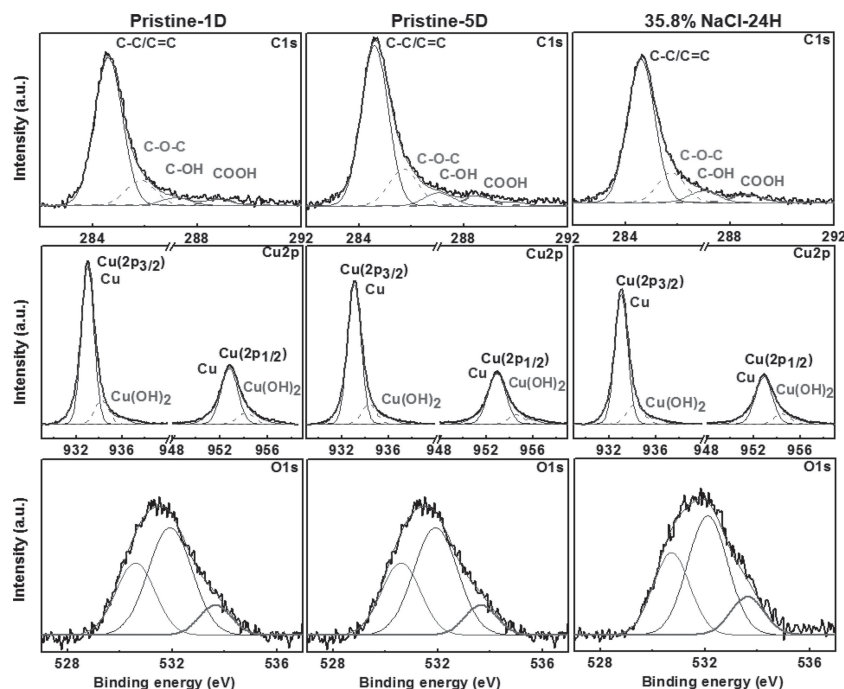 Pristine-1D
Pristine-5D
35.8% NaCl-24H
Intensity (a.u.)
C1s
C-C/C=C
C-O-C
C-OH
COOH
284 288 292
C1s
C-C/C=C
C-O-C
C-OH
COOH
284 288 292
C1s
C-C/C=C
C-O-C
C-OH
COOH
284 288 292
Intensity (a.u.)
Cu2p
Cu(2p3/2)
Cu
Cu(OH)2
Cu(2p1/2)
Cu
Cu(OH)2
932 936 948 952 956
Cu2p
Cu(2p3/2)
Cu
Cu(OH)2
Cu(2p1/2)
Cu
Cu(OH)2
932 936 948 952 956
Cu2p
Cu(2p3/2)
Cu
Cu(OH)2
Cu(2p1/2)
Cu
Cu(OH)2
932 936 948 952 956
Intensity (a.u.)
O1s
528 532 536
Binding energy (eV)
O1s
528 532 536
Binding energy (eV)
O1s
528 532 536
Binding energy (eV)